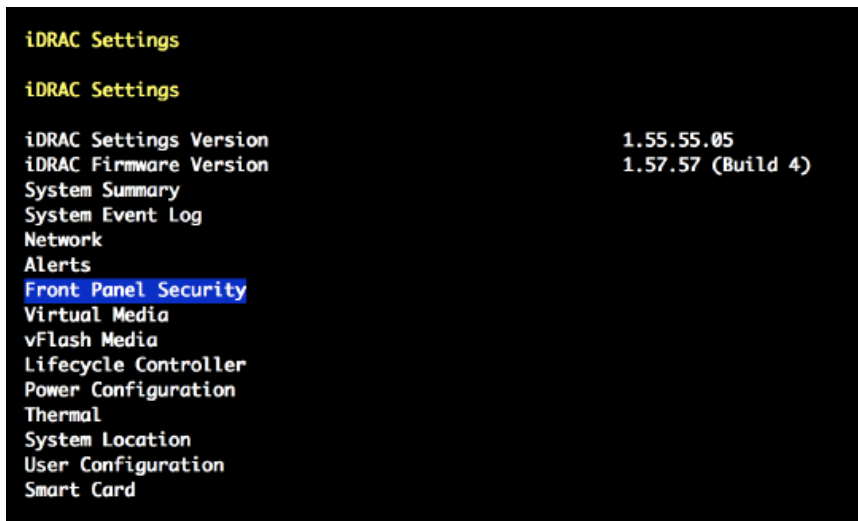 iDRAC Settings
iDRAC Settings
iDRAC Settings Version 1.55.55.05
iDRAC Firmware Version 1.57.57 (Build 4)
System Summary
System Event Log
Network
Alerts
Front Panel Security
Virtual Media
vFlash Media
Lifecycle Controller
Power Configuration
Thermal
System Location
User Configuration
Smart Card